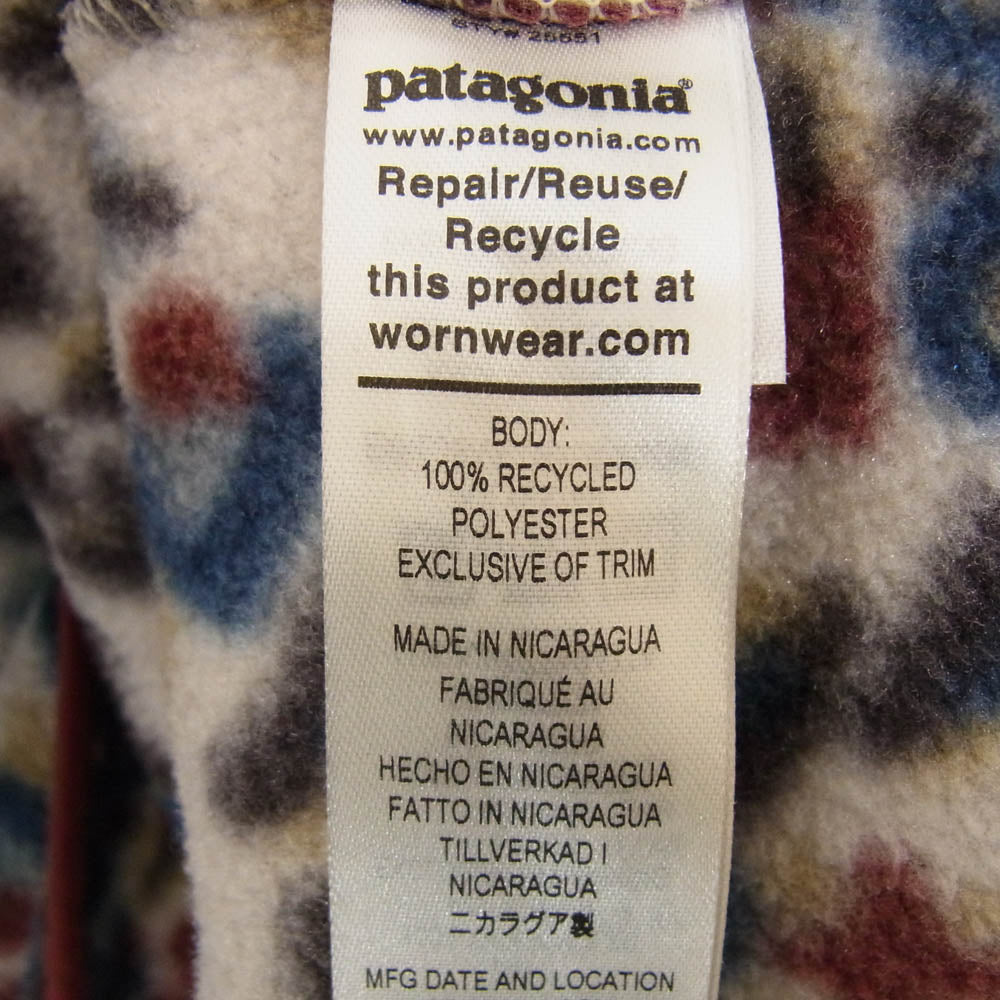 STY# 25551
patagonia®
www.patagonia.com
Repair/Reuse/
Recycle
this product at
wornwear.com
BODY:
100% RECYCLED
POLYESTER
EXCLUSIVE OF TRIM
MADE IN NICARAGUA
FABRIQUÉ AU
NICARAGUA
HECHO EN NICARAGUA
FATTO IN NICARAGUA
TILLVERKAD I
NICARAGUA
ニカラグア製
MFG DATE AND LOCATION